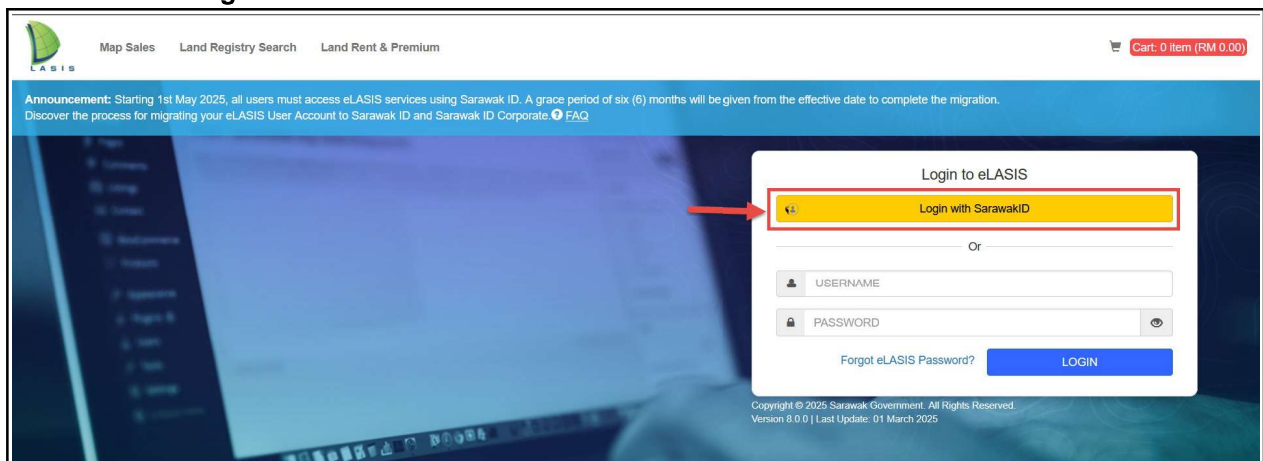 LASIS
Map Sales
Land Registry Search
Land Rent & Premium
Cart: 0 item (RM 0.00)
Announcement: Starting 1st May 2025, all users must access eLASIS services using Sarawak ID. A grace period of six (6) months will be given from the effective date to complete the migration.
Discover the process for migrating your eLASIS User Account to Sarawak ID and Sarawak ID Corporate. FAQ
Login to eLASIS
Login with SarawakID
Or
USERNAME
PASSWORD
Forgot eLASIS Password?
LOGIN
Copyright © 2025 Sarawak Government. All Rights Reserved.
Version 8.0.0 | Last Update: 01 March 2025